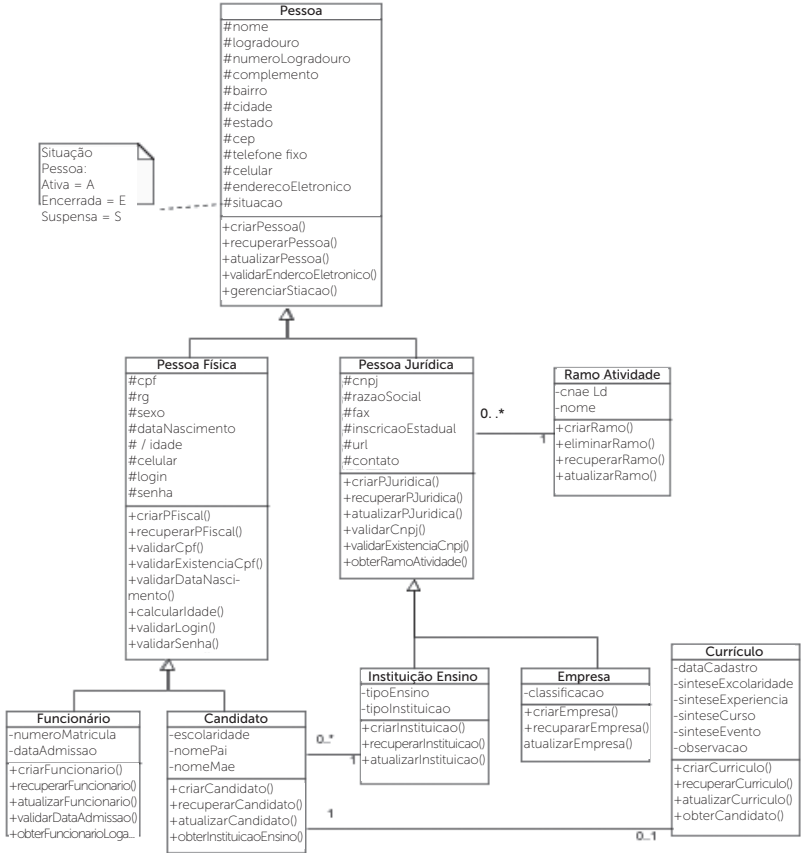 Pessoa
#nome
#logradouro
#numeroLogradouro
#complemento
#bairro
#cidade
#estado
#cep
#telefone fixo
#celular
#enderecoEletronico
#situacao
+criarPessoa()
+recuperarPessoa()
+atualizarPessoa()
+validarEndercoEletronico()
+gerenciarStiacao()
Situação
Pessoa:
Ativa = A
Encerrada = E
Suspensa = S
Pessoa Física
#cpf
#rg
#sexo
#dataNascimento
# / idade
#celular
#login
#senha
+criarPFiscal()
+recuperarPFiscal()
+validarCpf()
+validarExistenciaCpf()
+validarDataNasci-
mento()
+calcularIdade()
+validarLogin()
+validarSenha()
Pessoa Jurídica
#cnpj
#razaoSocial
#fax
#inscricaoEstadual
#url
#contato
+criarPJuridica()
+recuperarPJuridica()
+atualizarPJuridica()
+validarCnpj()
+validarExistenciaCnpj()
+obterRamoAtividade()
0. .*
1
Ramo Atividade
-cnae Ld
-nome
+criarRamo()
+eliminarRamo()
+recuperarRamo()
+atualizarRamo()
Funcionário
-numeroMatricula
-dataAdmissao
+criarFuncionario()
+recuperarFuncionario()
+atualizarFuncionario()
+validarDataAdmissao()
+obterFuncionarioLoga...
Candidato
-escolaridade
-nomePai
-nomeMae
+criarCandidato()
+recuperarCandidato()
+atualizarCandidato()
+obterInstituicaoEnsino()
0..*
1
Instituição Ensino
-tipoEnsino
-tipoInstituicao
+criarInstituicao()
+recuperarInstituicao()
+atualizarInstituicao()
Empresa
-classificacao
+criarEmpresa()
+recupararEmpresa()
atualizarEmpresa()
Currículo
-dataCadastro
-sinteseExcolaridade
-sinteseExperiencia
-sinteseCurso
-sinteseEvento
-observacao
+criarCurriculo()
+recuperarCurriculo()
+atualizarCurriculo()
+obterCandidato()
1
0..1